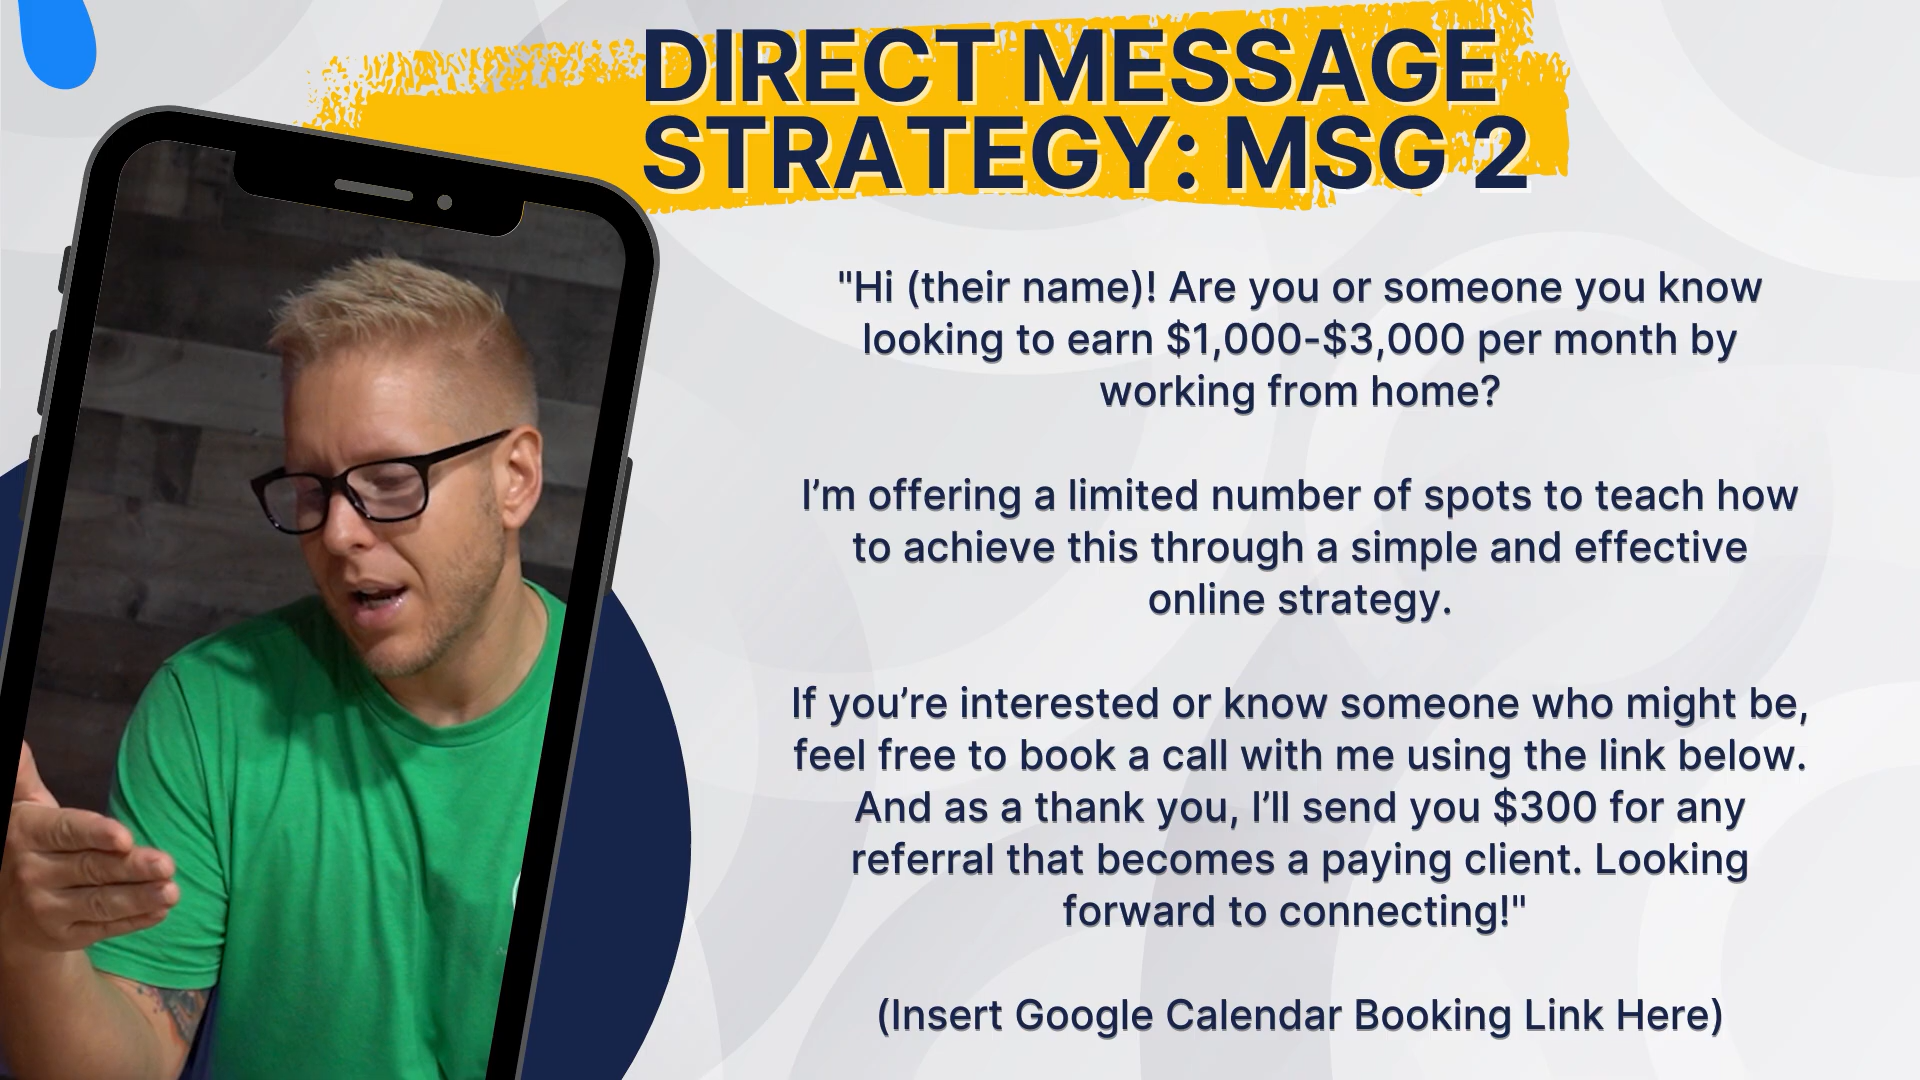 DIRECT MESSAGE
STRATEGY: MSG 2
"Hi (their name)! Are you or someone you know
looking to earn $1,000-$3,000 per month by
working from home?
I’m offering a limited number of spots to teach how
to achieve this through a simple and effective
online strategy.
If you’re interested or know someone who might be,
feel free to book a call with me using the link below.
And as a thank you, I’ll send you $300 for any
referral that becomes a paying client. Looking
forward to connecting!"
(Insert Google Calendar Booking Link Here)